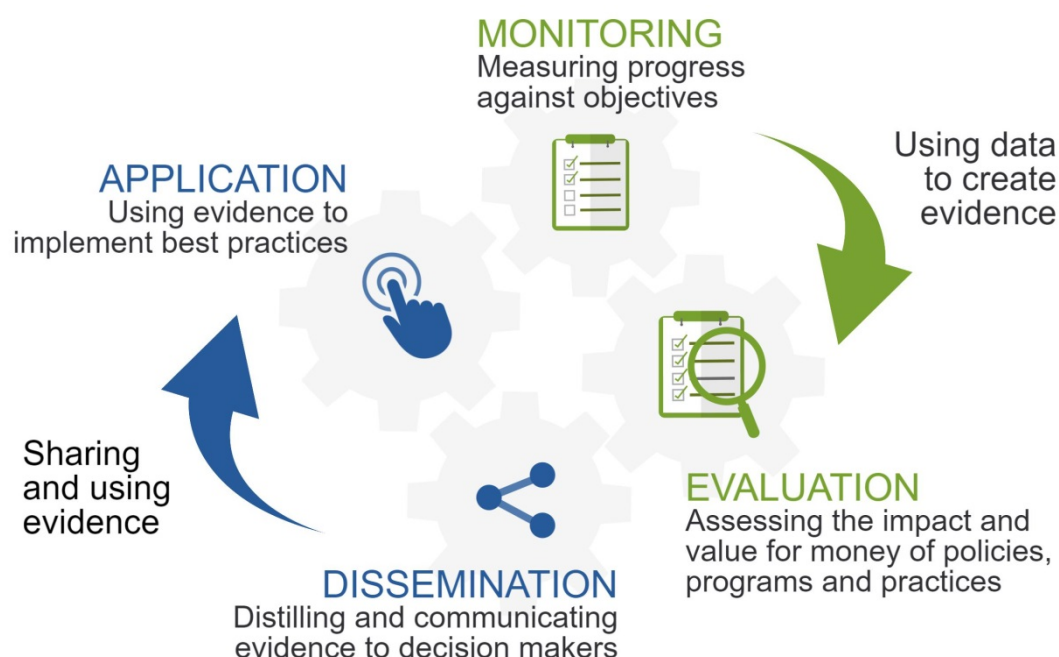 MONITORING
Measuring progress
against objectives
Using data
to create
evidence
APPLICATION
Using evidence to
implement best practices
EVALUATION
Assessing the impact and
value for money of policies,
programs and practices
Sharing
and using
evidence
DISSEMINATION
Distilling and communicating
evidence to decision makers